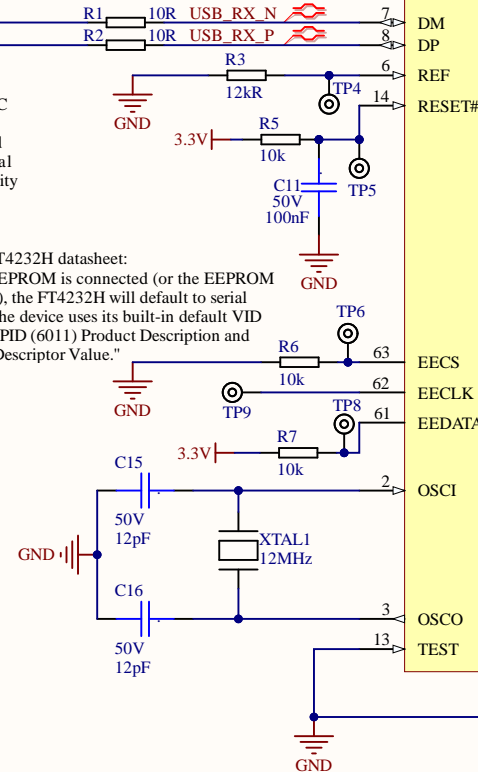 R1 10R USB_RX_N 7 DM
R2 10R USB_RX_P 8 DP
R3 6 REF
12kR TP4
GND
C
14 RESET#
3.3V R5
10k
TP5
C11
50V
100nF
GND
T4232H datasheet:
EPROM is connected (or the EEPROM
), the FT4232H will default to serial
he device uses its built-in default VID
PID (6011) Product Description and
Descriptor Value."
TP6
R6 63 EECS
10k
GND
62 EECLK
TP9
TP8 61 EEDATA
3.3V R7
10k
C15 2 OSCI
50V
12pF
XTAL1
12MHz
GND
C16 3 OSCO
50V
12pF
13 TEST
GND